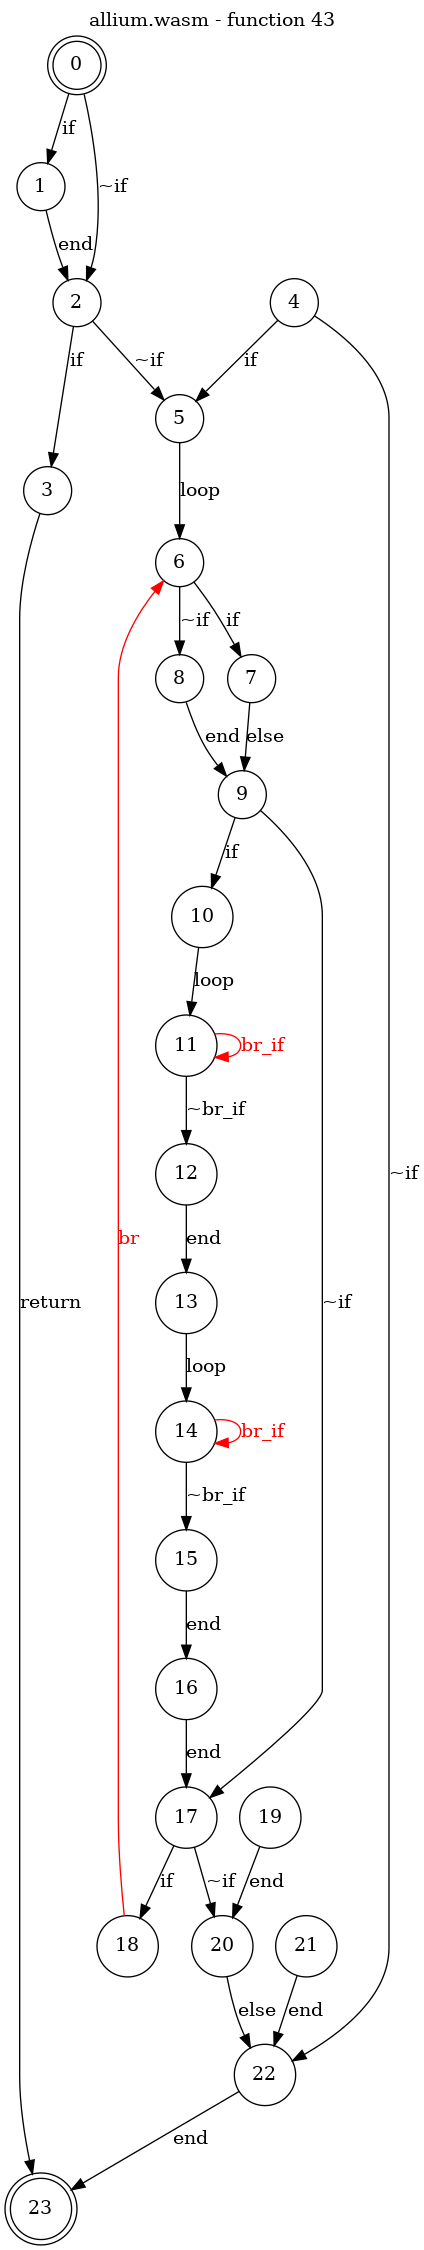 allium.wasm - function 43
0
if
~if
1
end
2
4
if
~if
if
5
3
loop
6
~if
if
8
7
end
else
9
if
10
loop
11
br_if
~br_if
~if
12
br
end
return
13
~if
loop
14
br_if
~br_if
15
end
16
end
17
19
if
~if
end
18
20
21
else
end
22
end
23